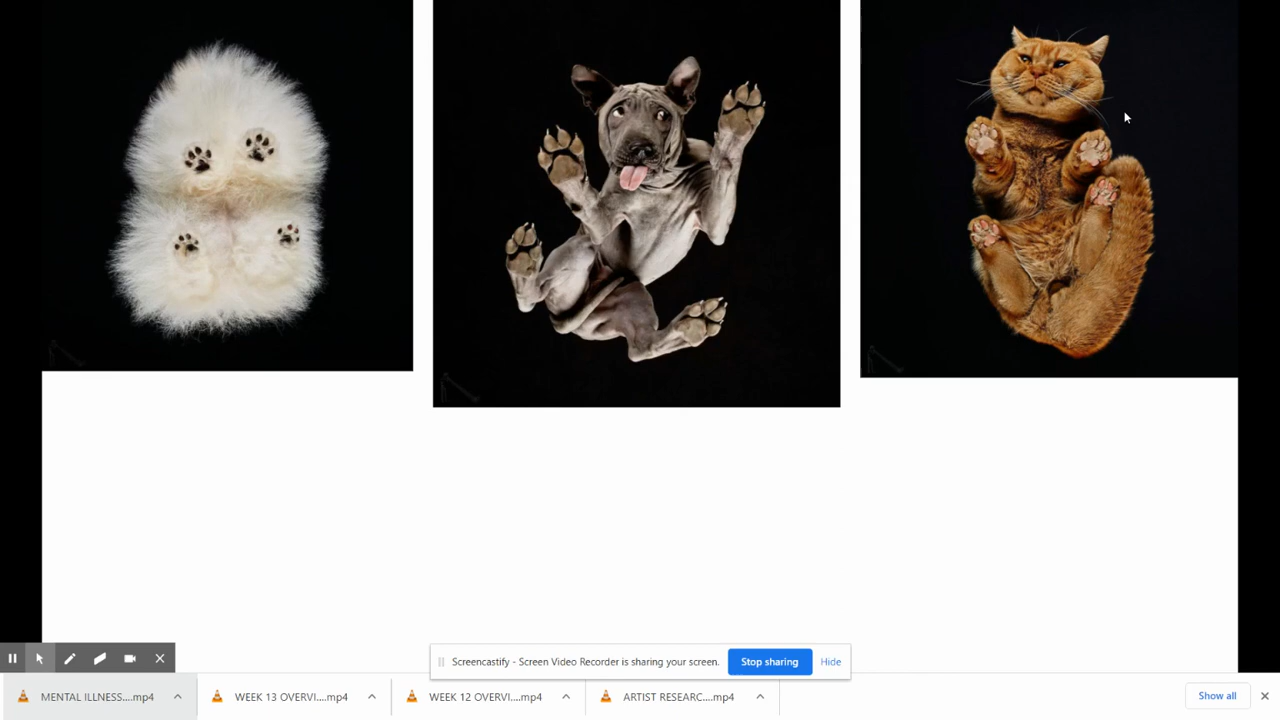 Screencastify - Screen Video Recorder is sharing your screen. Stop sharing Hide
MENTAL ILLNESS....mp4 WEEK 13 OVERVI....mp4 WEEK 12 OVERVI....mp4 ARTIST RESEARC....mp4 Show all